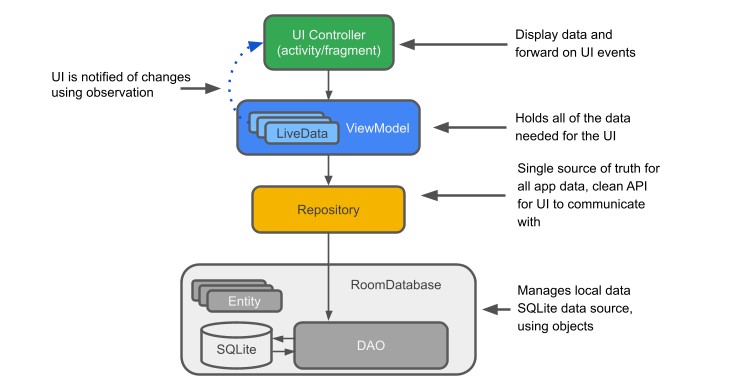 UI Controller
(activity/fragment)
Display data and
forward on UI events
UI is notified of changes
using observation
LiveData
ViewModel
Holds all of the data
needed for the UI
Single source of truth for
all app data, clean API
for UI to communicate
with
Repository
RoomDatabase
Entity
SQLite
DAO
Manages local data
SQLite data source,
using objects